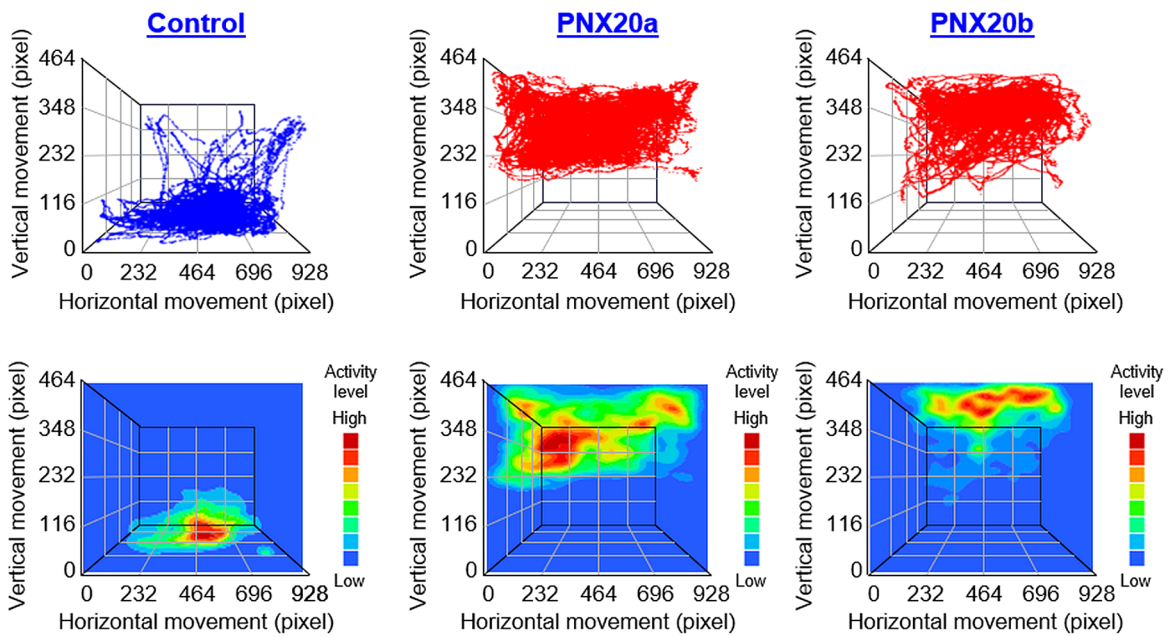 Control
PNX20a
PNX20b
Vertical movement (pixel)
464
348
232
116
0
0 232 464 696 928
Horizontal movement (pixel)
Vertical movement (pixel)
464
348
232
116
0
0 232 464 696 928
Horizontal movement (pixel)
Vertical movement (pixel)
464
348
232
116
0
0 232 464 696 928
Horizontal movement (pixel)
Vertical movement (pixel)
464
348
232
116
0
0 232 464 696 928
Horizontal movement (pixel)
Activity
level
High
Low
Vertical movement (pixel)
464
348
232
116
0
0 232 464 696 928
Horizontal movement (pixel)
Activity
level
High
Low
Vertical movement (pixel)
464
348
232
116
0
0 232 464 696 928
Horizontal movement (pixel)
Activity
level
High
Low